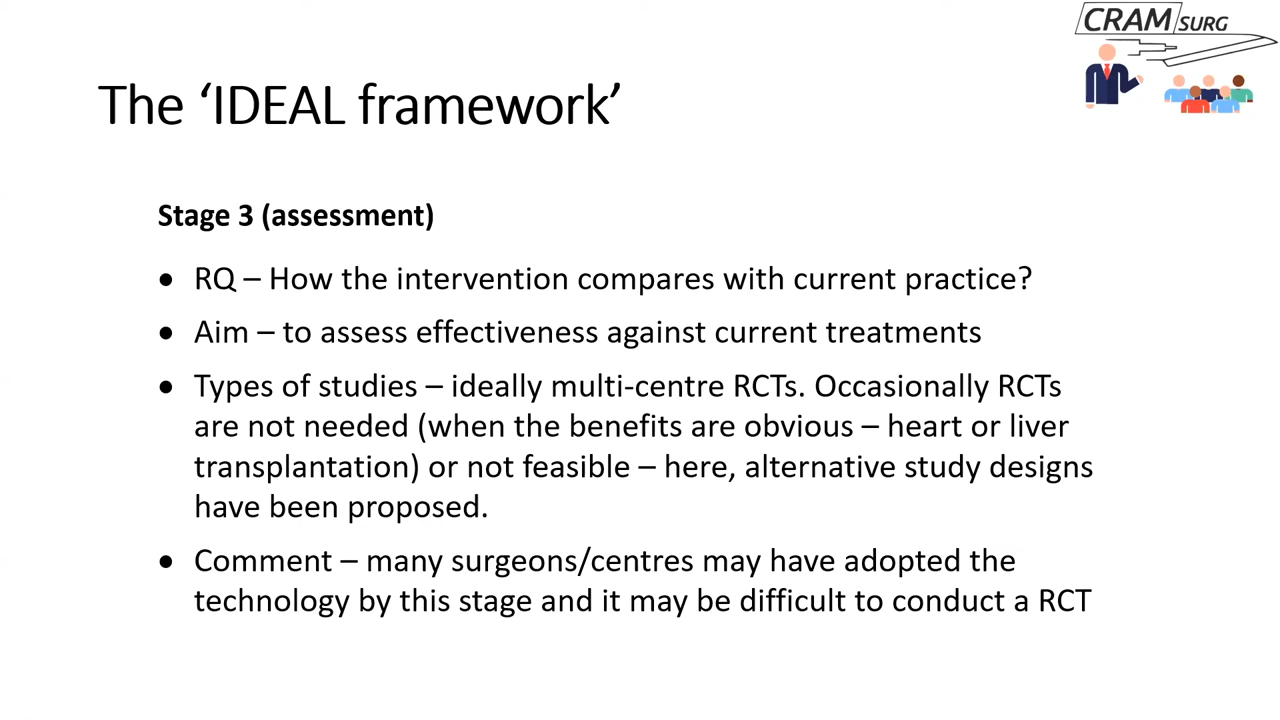 CRAM SURG
The ‘IDEAL framework’
Stage 3 (assessment)
• RQ – How the intervention compares with current practice?
• Aim – to assess effectiveness against current treatments
• Types of studies – ideally multi-centre RCTs. Occasionally RCTs
are not needed (when the benefits are obvious – heart or liver
transplantation) or not feasible – here, alternative study designs
have been proposed.
• Comment – many surgeons/centres may have adopted the
technology by this stage and it may be difficult to conduct a RCT